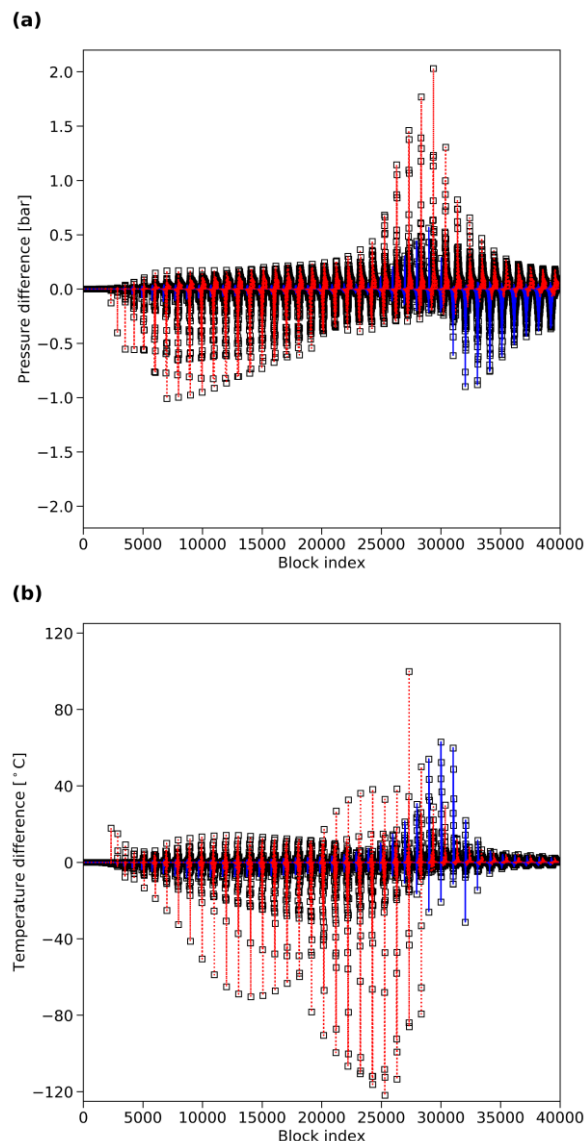 (a)
Pressure difference [bar]
2.0
1.5
1.0
0.5
0.0
−0.5
−1.0
−1.5
−2.0
0 5000 10000 15000 20000 25000 30000 35000 40000
Block index
(b)
Temperature difference [°C]
120
80
40
0
−40
−80
−120
0 5000 10000 15000 20000 25000 30000 35000 40000
Block index